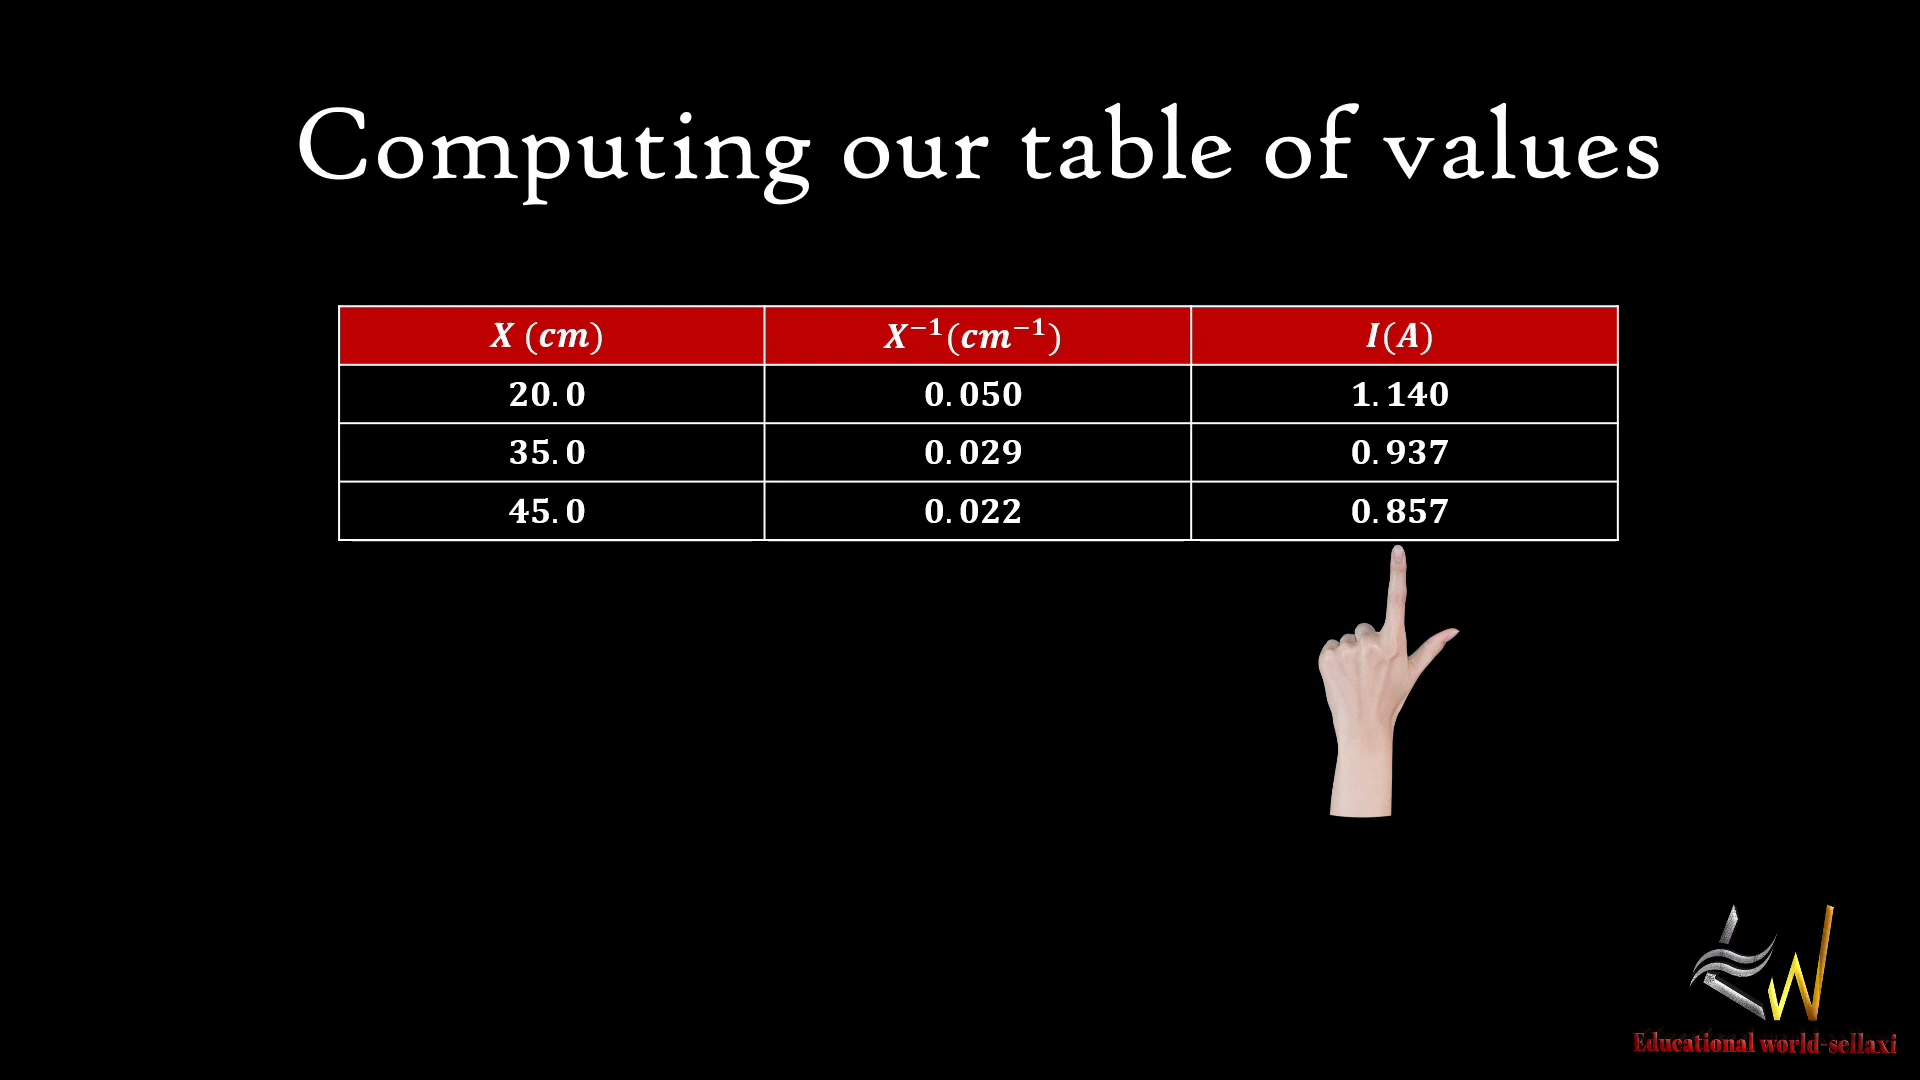 Computing our table of values
X (cm) X⁻¹(cm⁻¹) I(A)
20.0 0.050 1.140
35.0 0.029 0.937
45.0 0.022 0.857
EW
Educational world-sellaxi